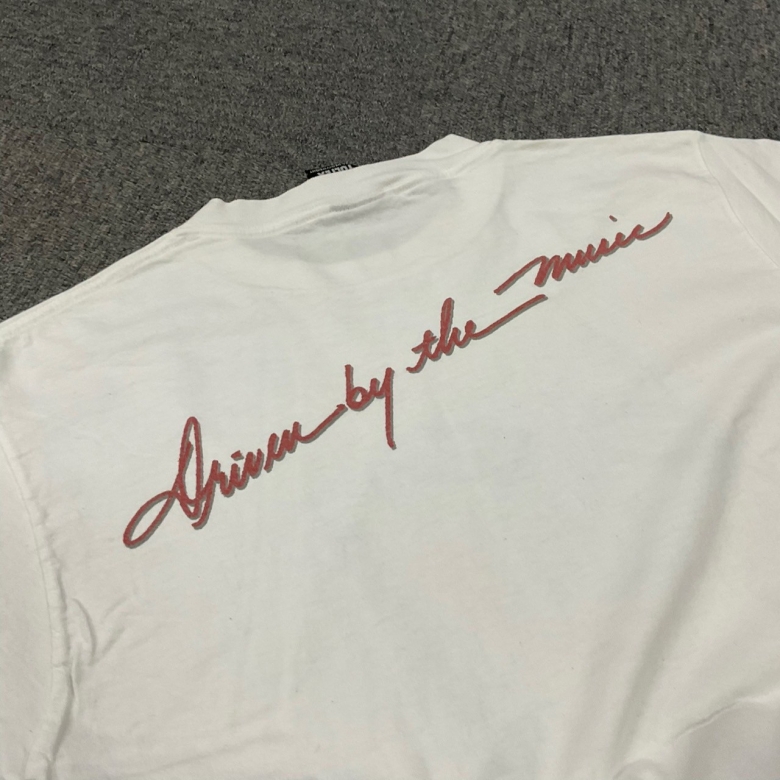 Driven by the music